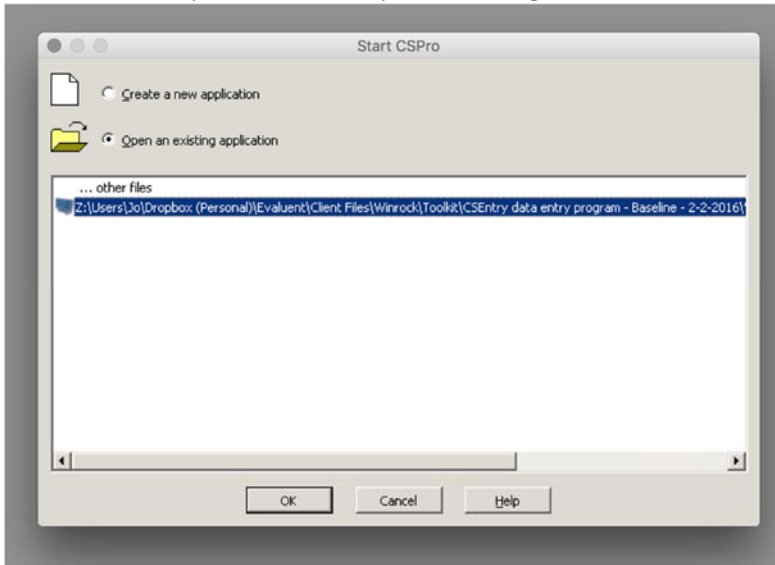 Start CSPro
Create a new application
Open an existing application
... other files
Z:\Users\Jo\Dropbox (Personal)\Evaluent\Client Files\Winrock\Toolkit\CSEntry data entry program - Baseline - 2-2-2016\
OK Cancel Help